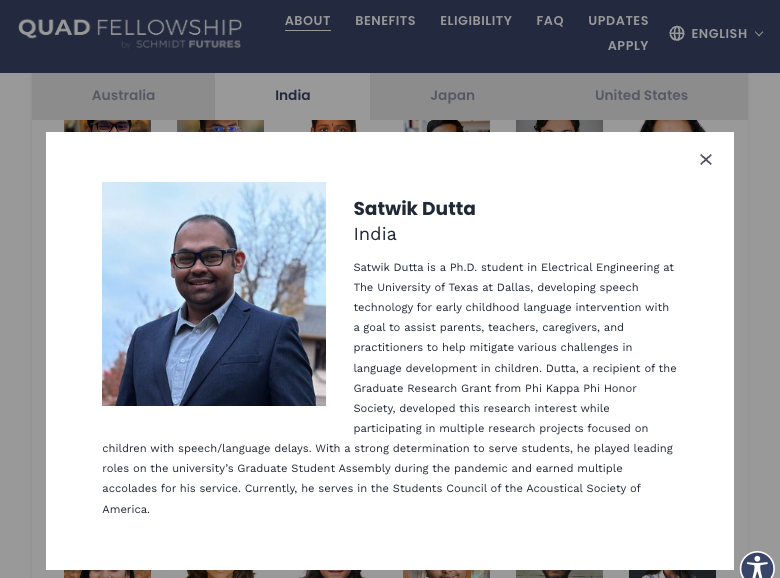 QUAD FELLOWSHIP
by SCHMIDT FUTURES
ABOUT BENEFITS ELIGIBILITY FAQ UPDATES
APPLY
ENGLISH
Australia India Japan United States
Satwik Dutta
India
Satwik Dutta is a Ph.D. student in Electrical Engineering at
The University of Texas at Dallas, developing speech
technology for early childhood language intervention with
a goal to assist parents, teachers, caregivers, and
practitioners to help mitigate various challenges in
language development in children. Dutta, a recipient of the
Graduate Research Grant from Phi Kappa Phi Honor
Society, developed this research interest while
participating in multiple research projects focused on
children with speech/language delays. With a strong determination to serve students, he played leading
roles on the university's Graduate Student Assembly during the pandemic and earned multiple
accolades for his service. Currently, he serves in the Students Council of the Acoustical Society of
America.